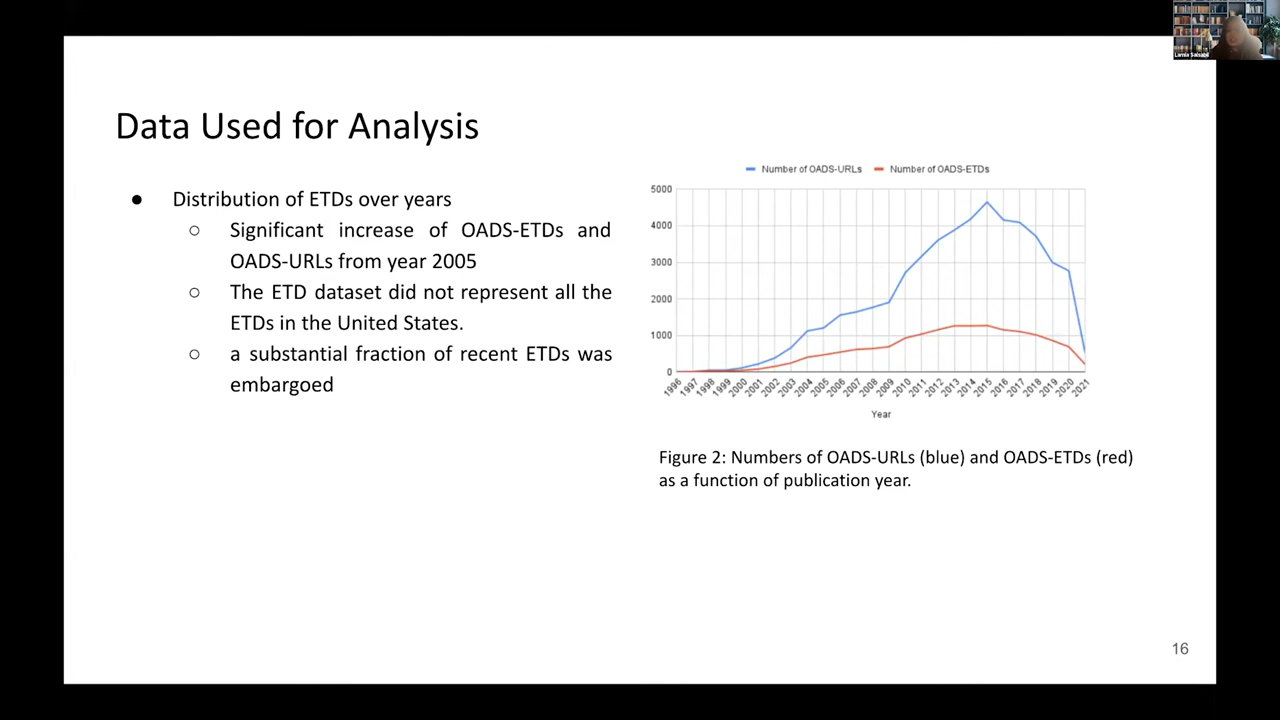 Lamia Salsabil
Data Used for Analysis
● Distribution of ETDs over years
○ Significant increase of OADS-ETDs and
OADS-URLs from year 2005
○ The ETD dataset did not represent all the
ETDs in the United States.
○ a substantial fraction of recent ETDs was
embargoed
Number of OADS-URLs Number of OADS-ETDs
5000
4000
3000
2000
1000
0
1996 1997 1998 1999 2000 2001 2002 2003 2004 2005 2006 2007 2008 2009 2010 2011 2012 2013 2014 2015 2016 2017 2018 2019 2020 2021
Year
Figure 2: Numbers of OADS-URLs (blue) and OADS-ETDs (red)
as a function of publication year.
16